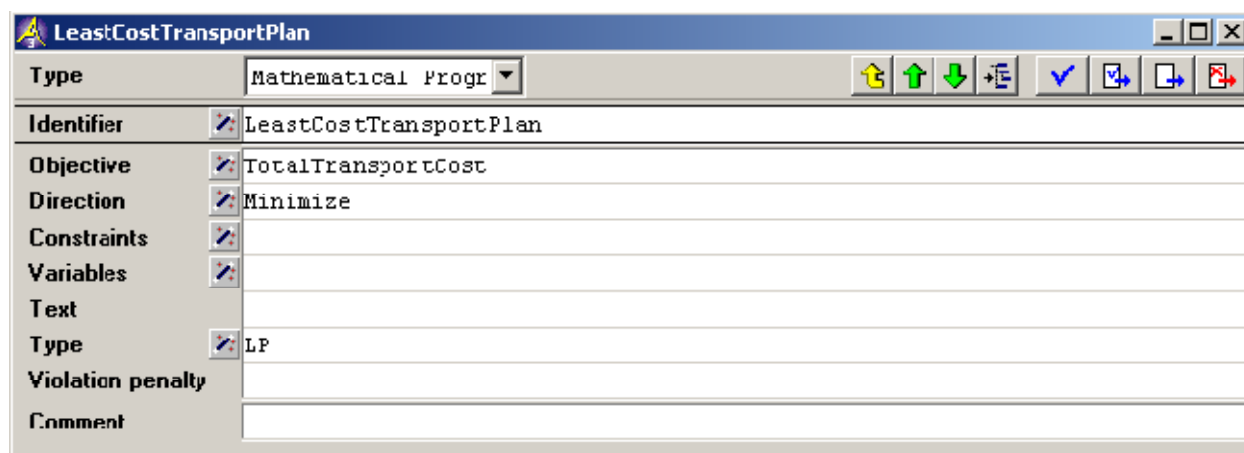 LeastCostTransportPlan
Type Mathematical Progr
Identifier LeastCostTransportPlan
Objective TotalTransportCost
Direction Minimize
Constraints
Variables
Text
Type LP
Violation penalty
Comment